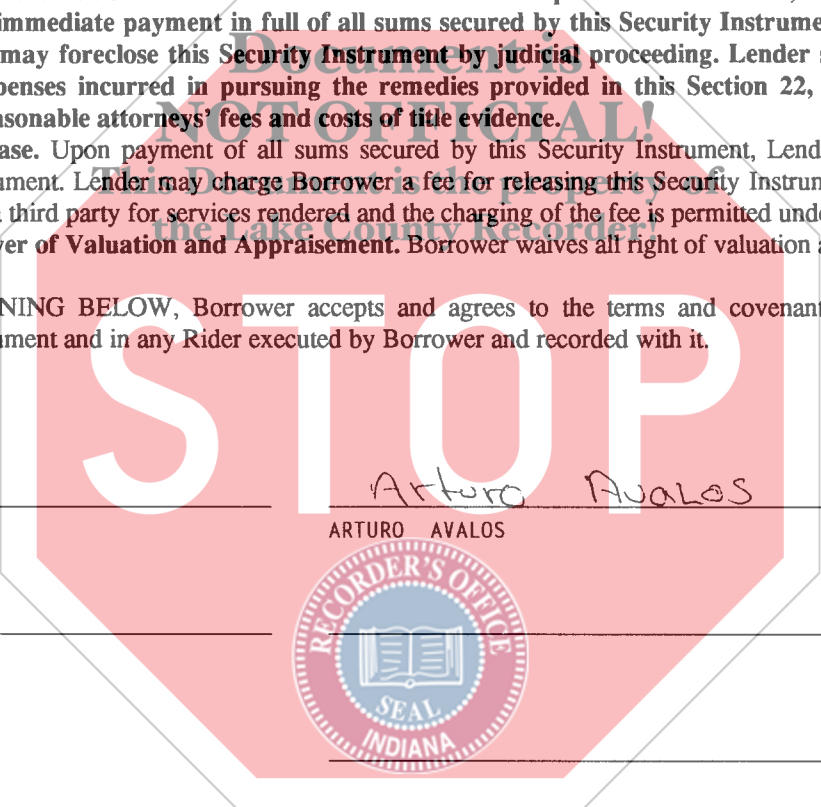 immediate payment in full of all sums secured by this Security Instrume
may foreclose this Security Instrument by judicial proceeding. Lender s
penses incurred in pursuing the remedies provided in this Section 22,
asonable attorneys' fees and costs of title evidence.
ase. Upon payment of all sums secured by this Security Instrument, Lend
ument. Lender may charge Borrower a fee for releasing this Security Instrum
third party for services rendered and the charging of the fee is permitted unde
ver of Valuation and Appraisement. Borrower waives all right of valuation a
NING BELOW, Borrower accepts and agrees to the terms and covenant
ument and in any Rider executed by Borrower and recorded with it.
Document is
NOT OFFICIAL!
This Document is the property of
the Lake County Recorder!
STOP
Arturo Avalos
ARTURO AVALOS
RECORDER'S OFFICE
SEAL
INDIANA